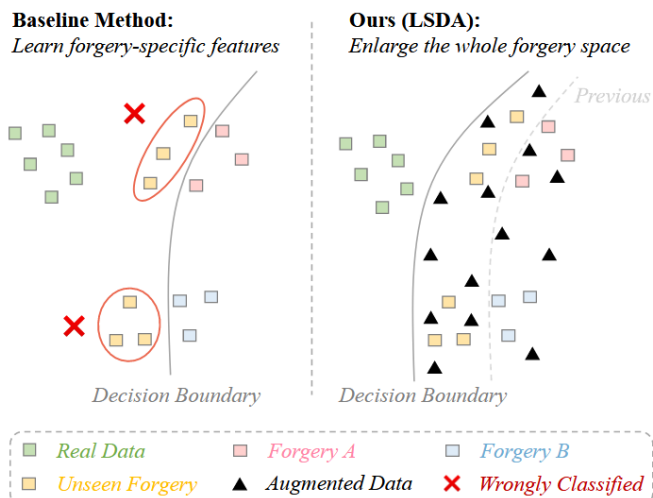 Baseline Method:
Learn forgery-specific features
Ours (LSDA):
Enlarge the whole forgery space
Previous
Decision Boundary
Decision Boundary
Real Data
Forgery A
Forgery B
Unseen Forgery
Augmented Data
Wrongly Classified